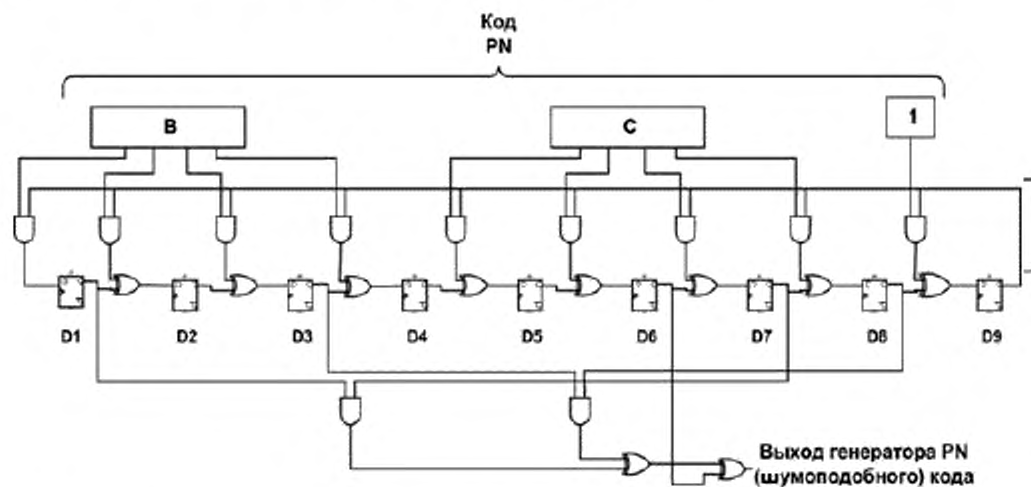 Код
PN
B
C
1
D1
D2
D3
D4
D5
D6
D7
D8
D9
Выход генератора PN
(шумоподобного) кода